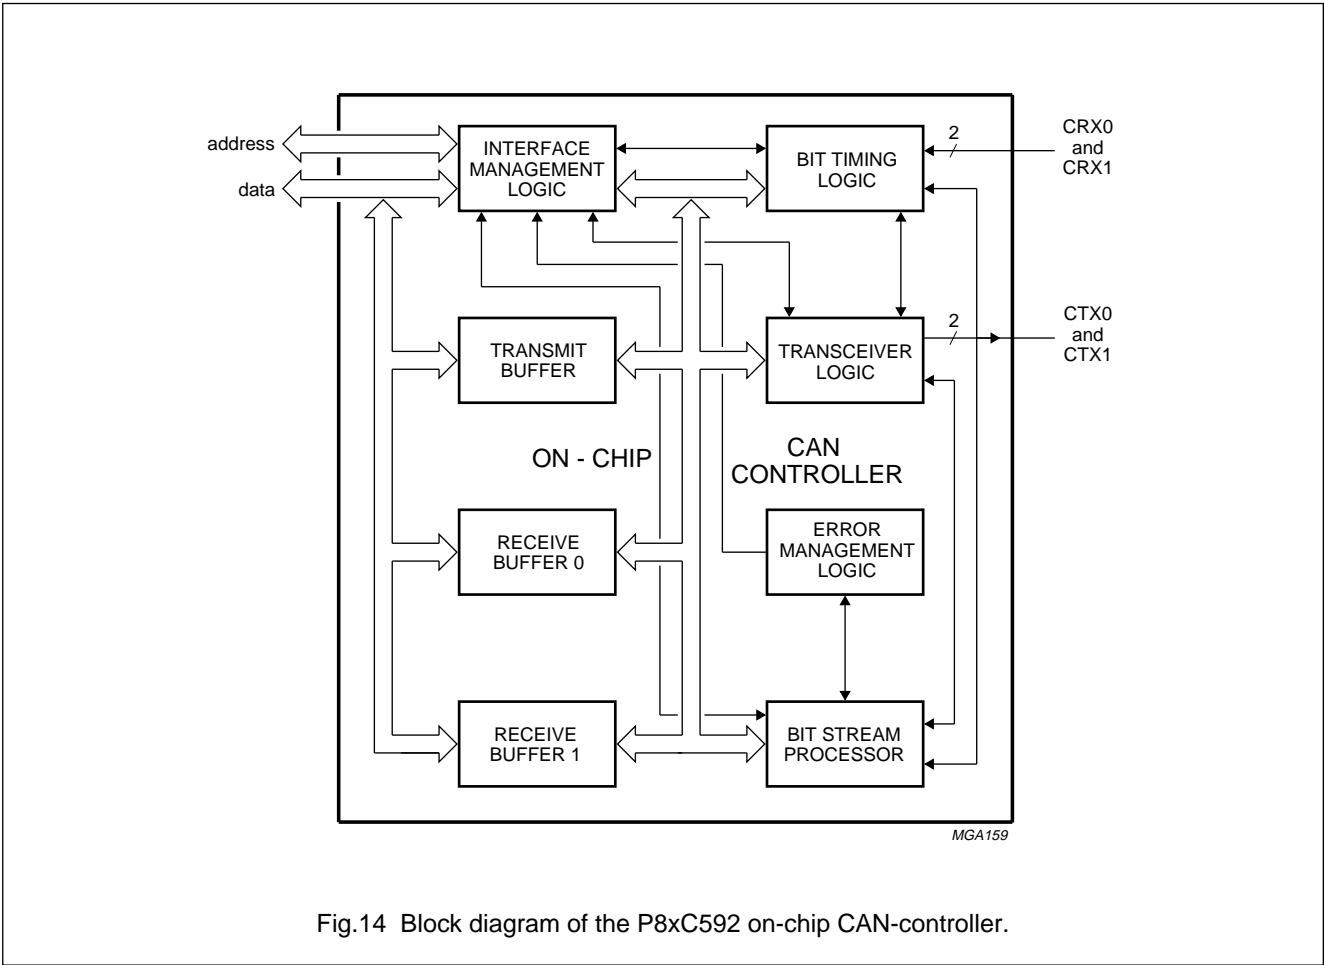 address
data
INTERFACE
MANAGEMENT
LOGIC
BIT TIMING
LOGIC
2
CRX0
and
CRX1
TRANSMIT
BUFFER
TRANSCEIVER
LOGIC
2
CTX0
and
CTX1
ON - CHIP
CAN
CONTROLLER
RECEIVE
BUFFER 0
ERROR
MANAGEMENT
LOGIC
RECEIVE
BUFFER 1
BIT STREAM
PROCESSOR
MGA159
Fig.14 Block diagram of the P8xC592 on-chip CAN-controller.